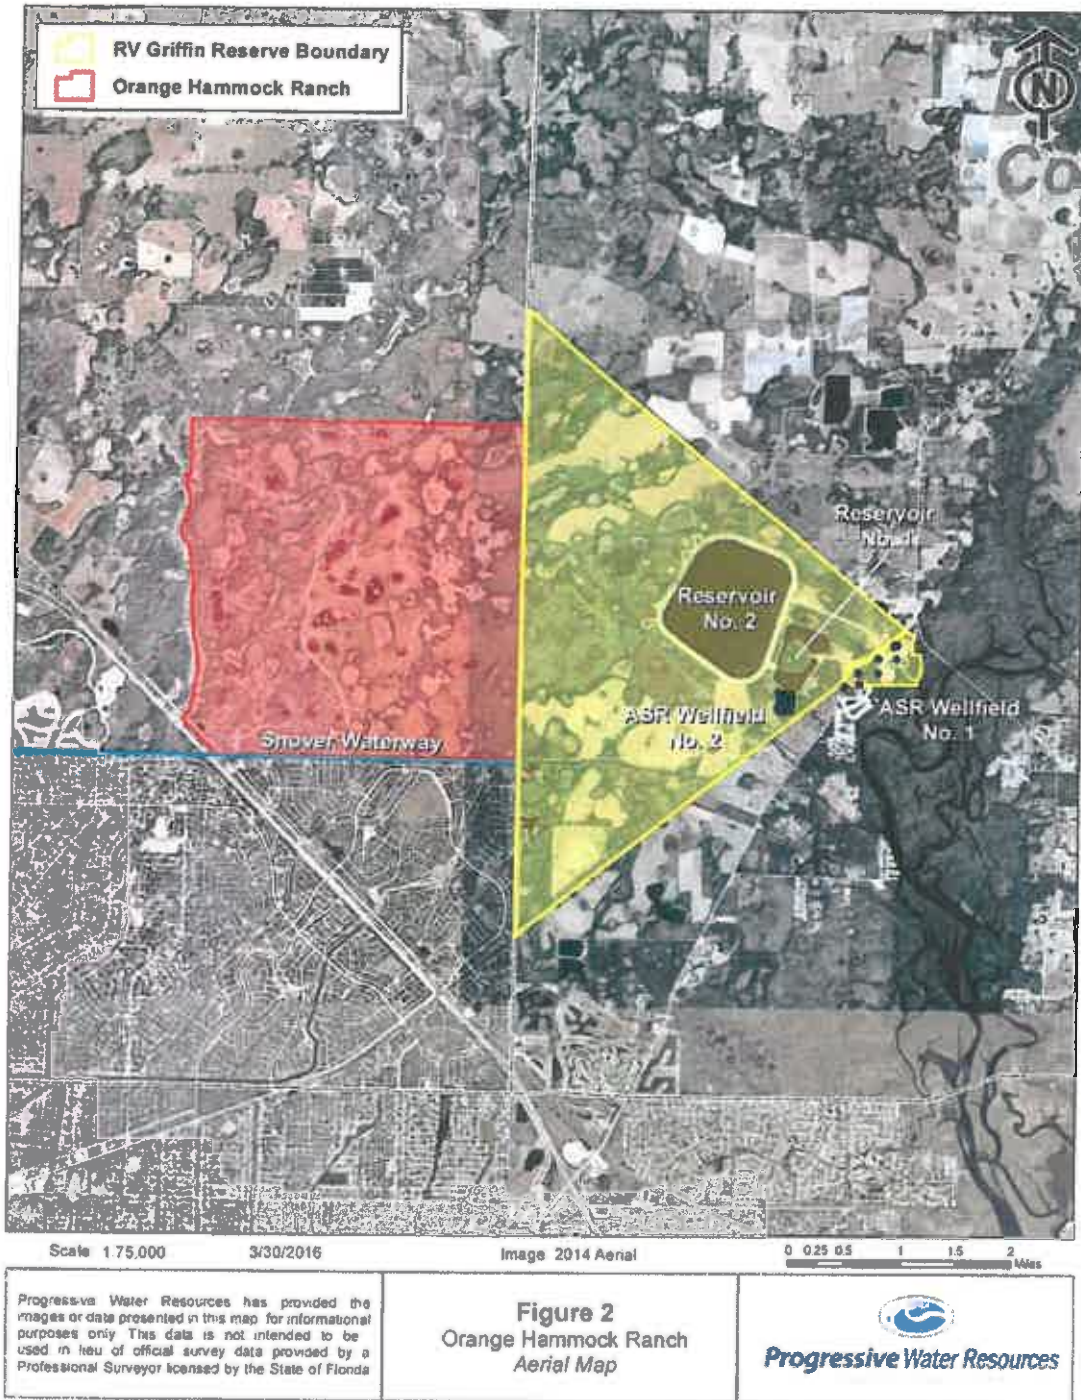 RV Griffin Reserve Boundary
Orange Hammock Ranch
N
Co
Reservoir
No. 1
Reservoir
No. 2
ASR Wellfield
No. 2
ASR Wellfield
No. 1
Snover Waterway
Scale 1:75,000
3/30/2016
Image 2014 Aerial
0 0.25 0.5 1 1.5 2
Miles
Progressive Water Resources has provided the
images or data presented in this map for informational
purposes only This data is not intended to be
used in lieu of official survey data provided by a
Professional Surveyor licensed by the State of Florida
Figure 2
Orange Hammock Ranch
Aerial Map
Progressive Water Resources